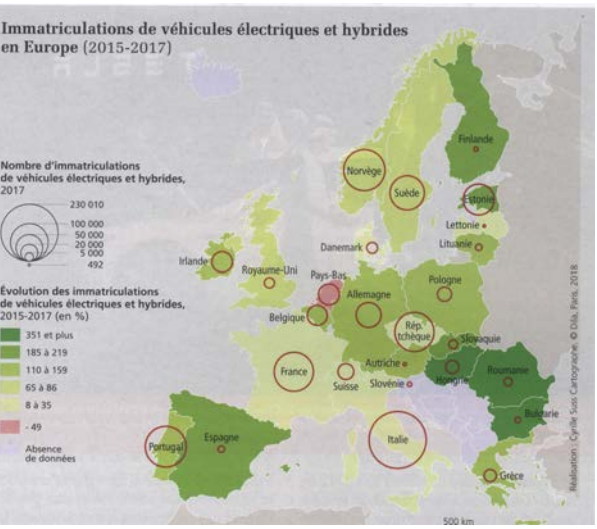 Immatriculations de véhicules électriques et hybrides
en Europe (2015-2017)
Nombre d'immatriculations
de véhicules électriques et hybrides,
2017
230 010
100 000
50 000
20 000
5 000
492
Évolution des immatriculations
de véhicules électriques et hybrides,
2015-2017 (en %)
351 et plus
185 à 219
110 à 159
65 à 86
8 à 35
- 49
Absence
de données
Finlande
Norvège
Suède
Estonie
Lettonie
Lituanie
Danemark
Irlande
Royaume-Uni
Pays-Bas
Allemagne
Pologne
Belgique
Rép.
tchèque
Slovaquie
France
Suisse
Autriche
Slovénie
Hongrie
Roumanie
Bulgarie
Portugal
Espagne
Italie
Grèce
500 km
Réalisation : Cyrille Suss Cartographe. © Dila, Paris, 2018